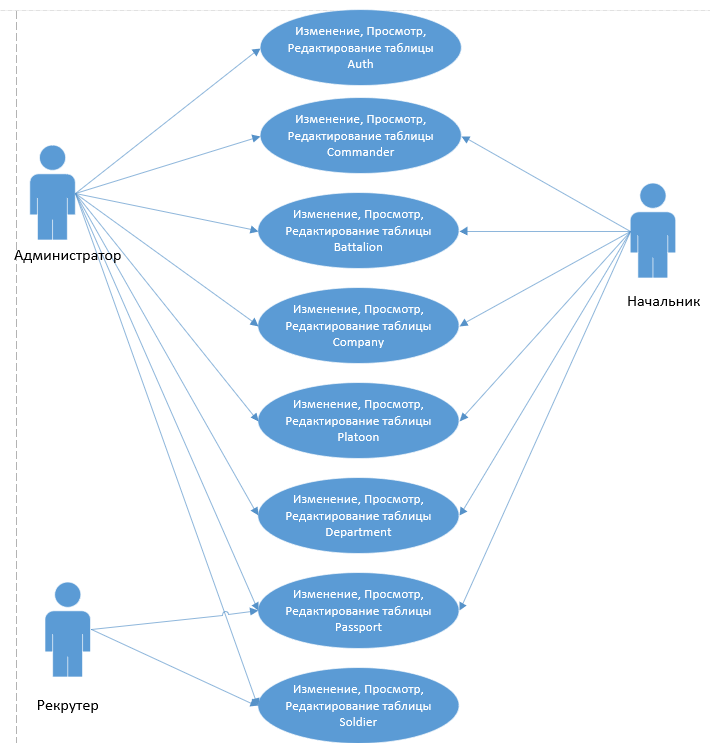 Изменение, Просмотр,
Редактирование таблицы
Auth
Изменение, Просмотр,
Редактирование таблицы
Commander
Изменение, Просмотр,
Редактирование таблицы
Battalion
Администратор
Изменение, Просмотр,
Редактирование таблицы
Company
Начальник
Изменение, Просмотр,
Редактирование таблицы
Platoon
Изменение, Просмотр,
Редактирование таблицы
Department
Изменение, Просмотр,
Редактирование таблицы
Passport
Рекрутер
Изменение, Просмотр,
Редактирование таблицы
Soldier